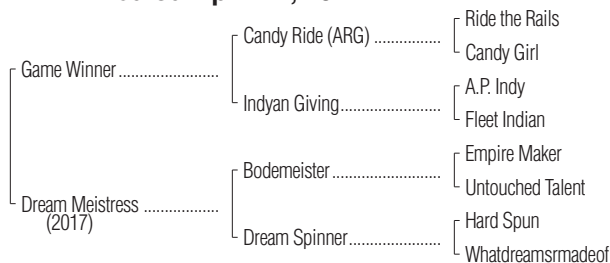 Ride the Rails
Candy Ride (ARG)
Candy Girl
Game Winner
A.P. Indy
Indyan Giving
Fleet Indian
Empire Maker
Bodemeister
Untouched Talent
Dream Meistress
(2017)
Hard Spun
Dream Spinner
Whatdreamsrmadeof